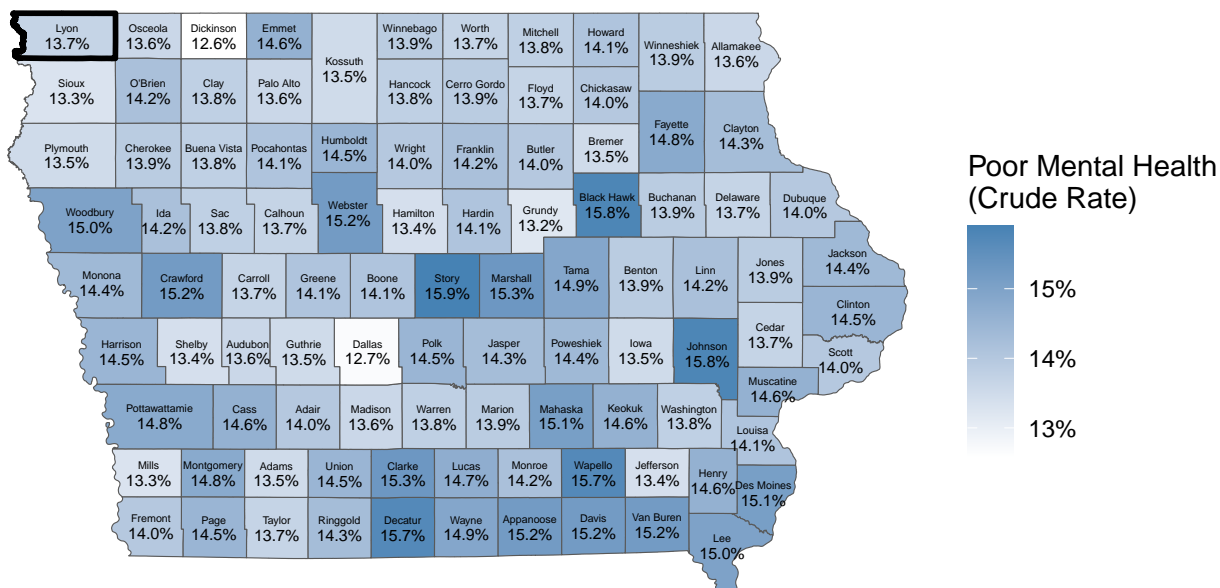 Lyon
13.7%
Osceola
13.6%
Dickinson
12.6%
Emmet
14.6%
Kossuth
13.5%
Winnebago
13.9%
Worth
13.7%
Mitchell
13.8%
Howard
14.1%
Winneshiek
13.9%
Allamakee
13.6%
Sioux
13.3%
O'Brien
14.2%
Clay
13.8%
Palo Alto
13.6%
Hancock
13.8%
Cerro Gordo
13.9%
Floyd
13.7%
Chickasaw
14.0%
Fayette
14.8%
Clayton
14.3%
Plymouth
13.5%
Cherokee
13.9%
Buena Vista
13.8%
Pocahontas
14.1%
Humboldt
14.5%
Wright
14.0%
Franklin
14.2%
Butler
14.0%
Bremer
13.5%
Woodbury
15.0%
Ida
14.2%
Sac
13.8%
Calhoun
13.7%
Webster
15.2%
Hamilton
13.4%
Hardin
14.1%
Grundy
13.2%
Black Hawk
15.8%
Buchanan
13.9%
Delaware
13.7%
Dubuque
14.0%
Monona
14.4%
Crawford
15.2%
Carroll
13.7%
Greene
14.1%
Boone
14.1%
Story
15.9%
Marshall
15.3%
Tama
14.9%
Benton
13.9%
Linn
14.2%
Jones
13.9%
Jackson
14.4%
Clinton
14.5%
Harrison
14.5%
Shelby
13.4%
Audubon
13.6%
Guthrie
13.5%
Dallas
12.7%
Polk
14.5%
Jasper
14.3%
Poweshiek
14.4%
Iowa
13.5%
Johnson
15.8%
Cedar
13.7%
Scott
14.0%
Muscatine
14.6%
Pottawattamie
14.8%
Cass
14.6%
Adair
14.0%
Madison
13.6%
Warren
13.8%
Marion
13.9%
Mahaska
15.1%
Keokuk
14.6%
Washington
13.8%
Louisa
14.1%
Mills
13.3%
Montgomery
14.8%
Adams
13.5%
Union
14.5%
Clarke
15.3%
Lucas
14.7%
Monroe
14.2%
Wapello
15.7%
Jefferson
13.4%
Henry
14.6%
Des Moines
15.1%
Fremont
14.0%
Page
14.5%
Taylor
13.7%
Ringgold
14.3%
Decatur
15.7%
Wayne
14.9%
Appanoose
15.2%
Davis
15.2%
Van Buren
15.2%
Lee
15.0%
Poor Mental Health
(Crude Rate)
15%
14%
13%